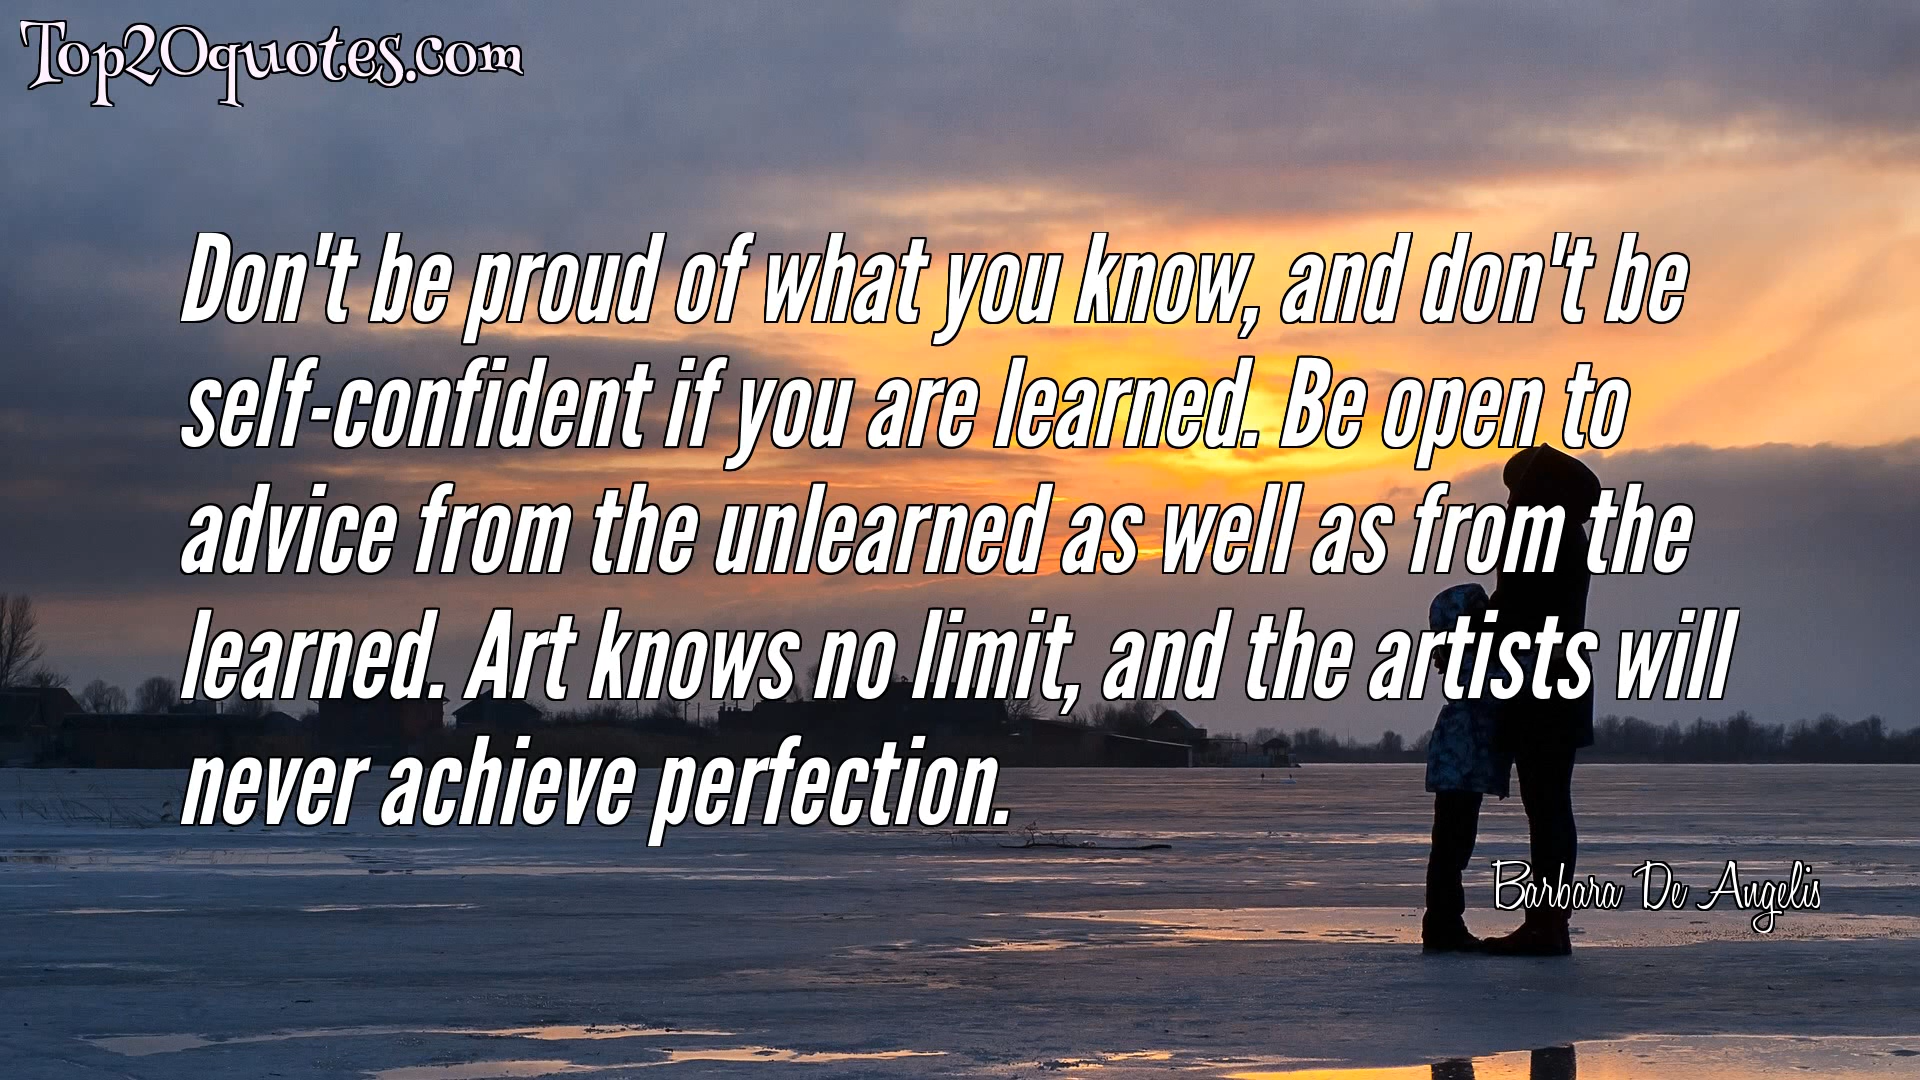 Top20quotes.com
Don't be proud of what you know, and don't be
self-confident if you are learned. Be open to
advice from the unlearned as well as from the
learned. Art knows no limit, and the artists will
never achieve perfection.
Barbara De Angelis